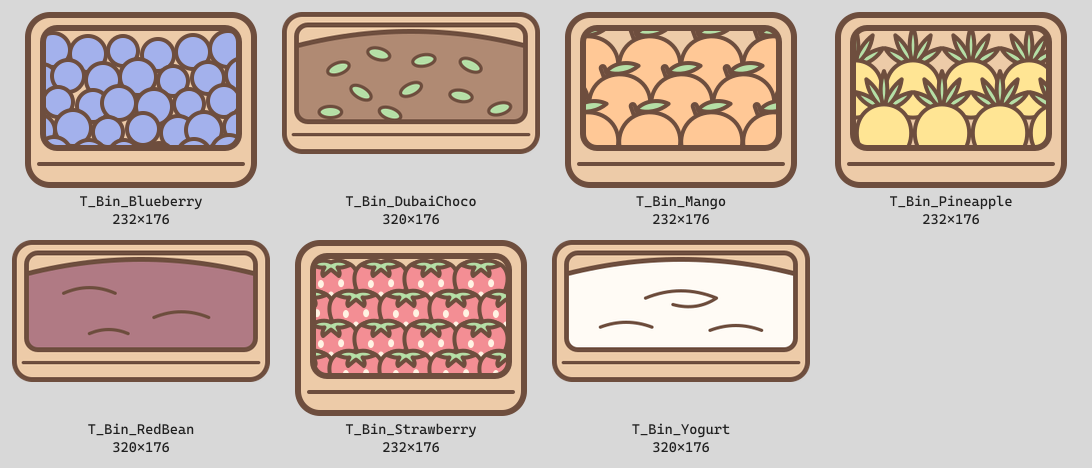 T_Bin_Blueberry
232×176
T_Bin_DubaiChoco
320×176
T_Bin_Mango
232×176
T_Bin_Pineapple
232×176
T_Bin_RedBean
320×176
T_Bin_Strawberry
232×176
T_Bin_Yogurt
320×176